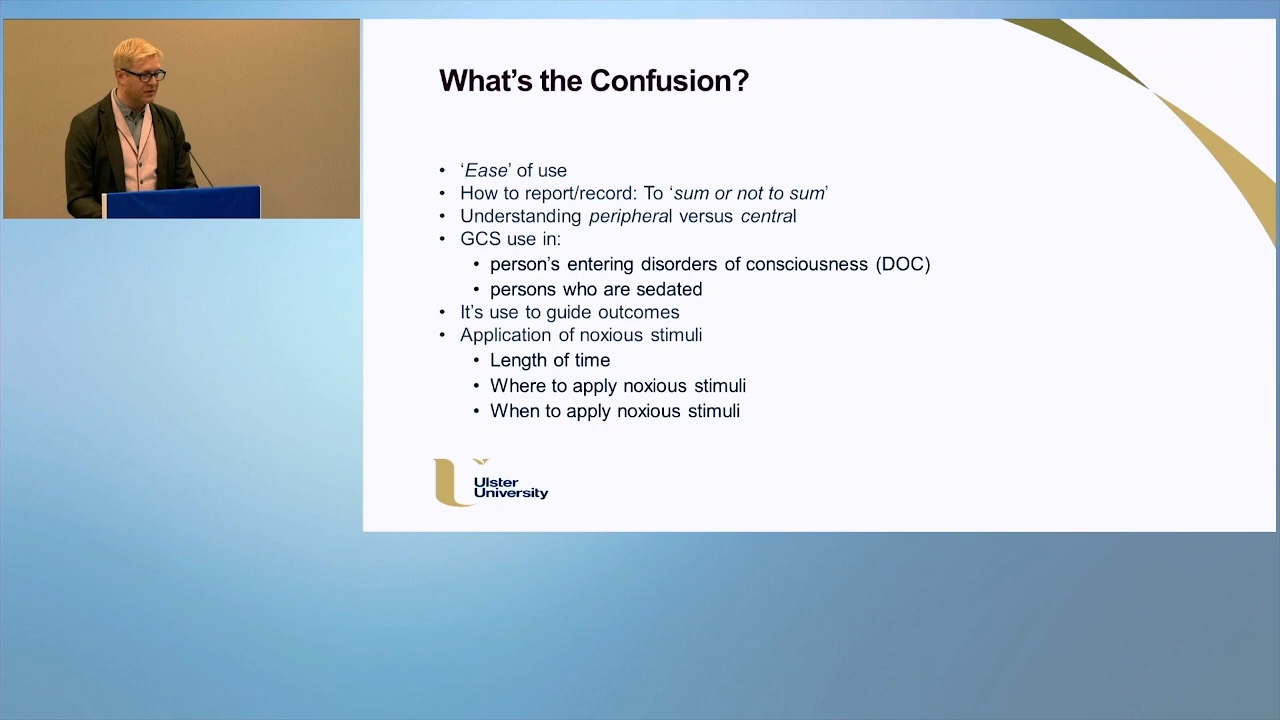 What's the Confusion?
• 'Ease' of use
• How to report/record: To 'sum or not to sum'
• Understanding peripheral versus central
• GCS use in:
• person's entering disorders of consciousness (DOC)
• persons who are sedated
• It's use to guide outcomes
• Application of noxious stimuli
• Length of time
• Where to apply noxious stimuli
• When to apply noxious stimuli
Ulster
University